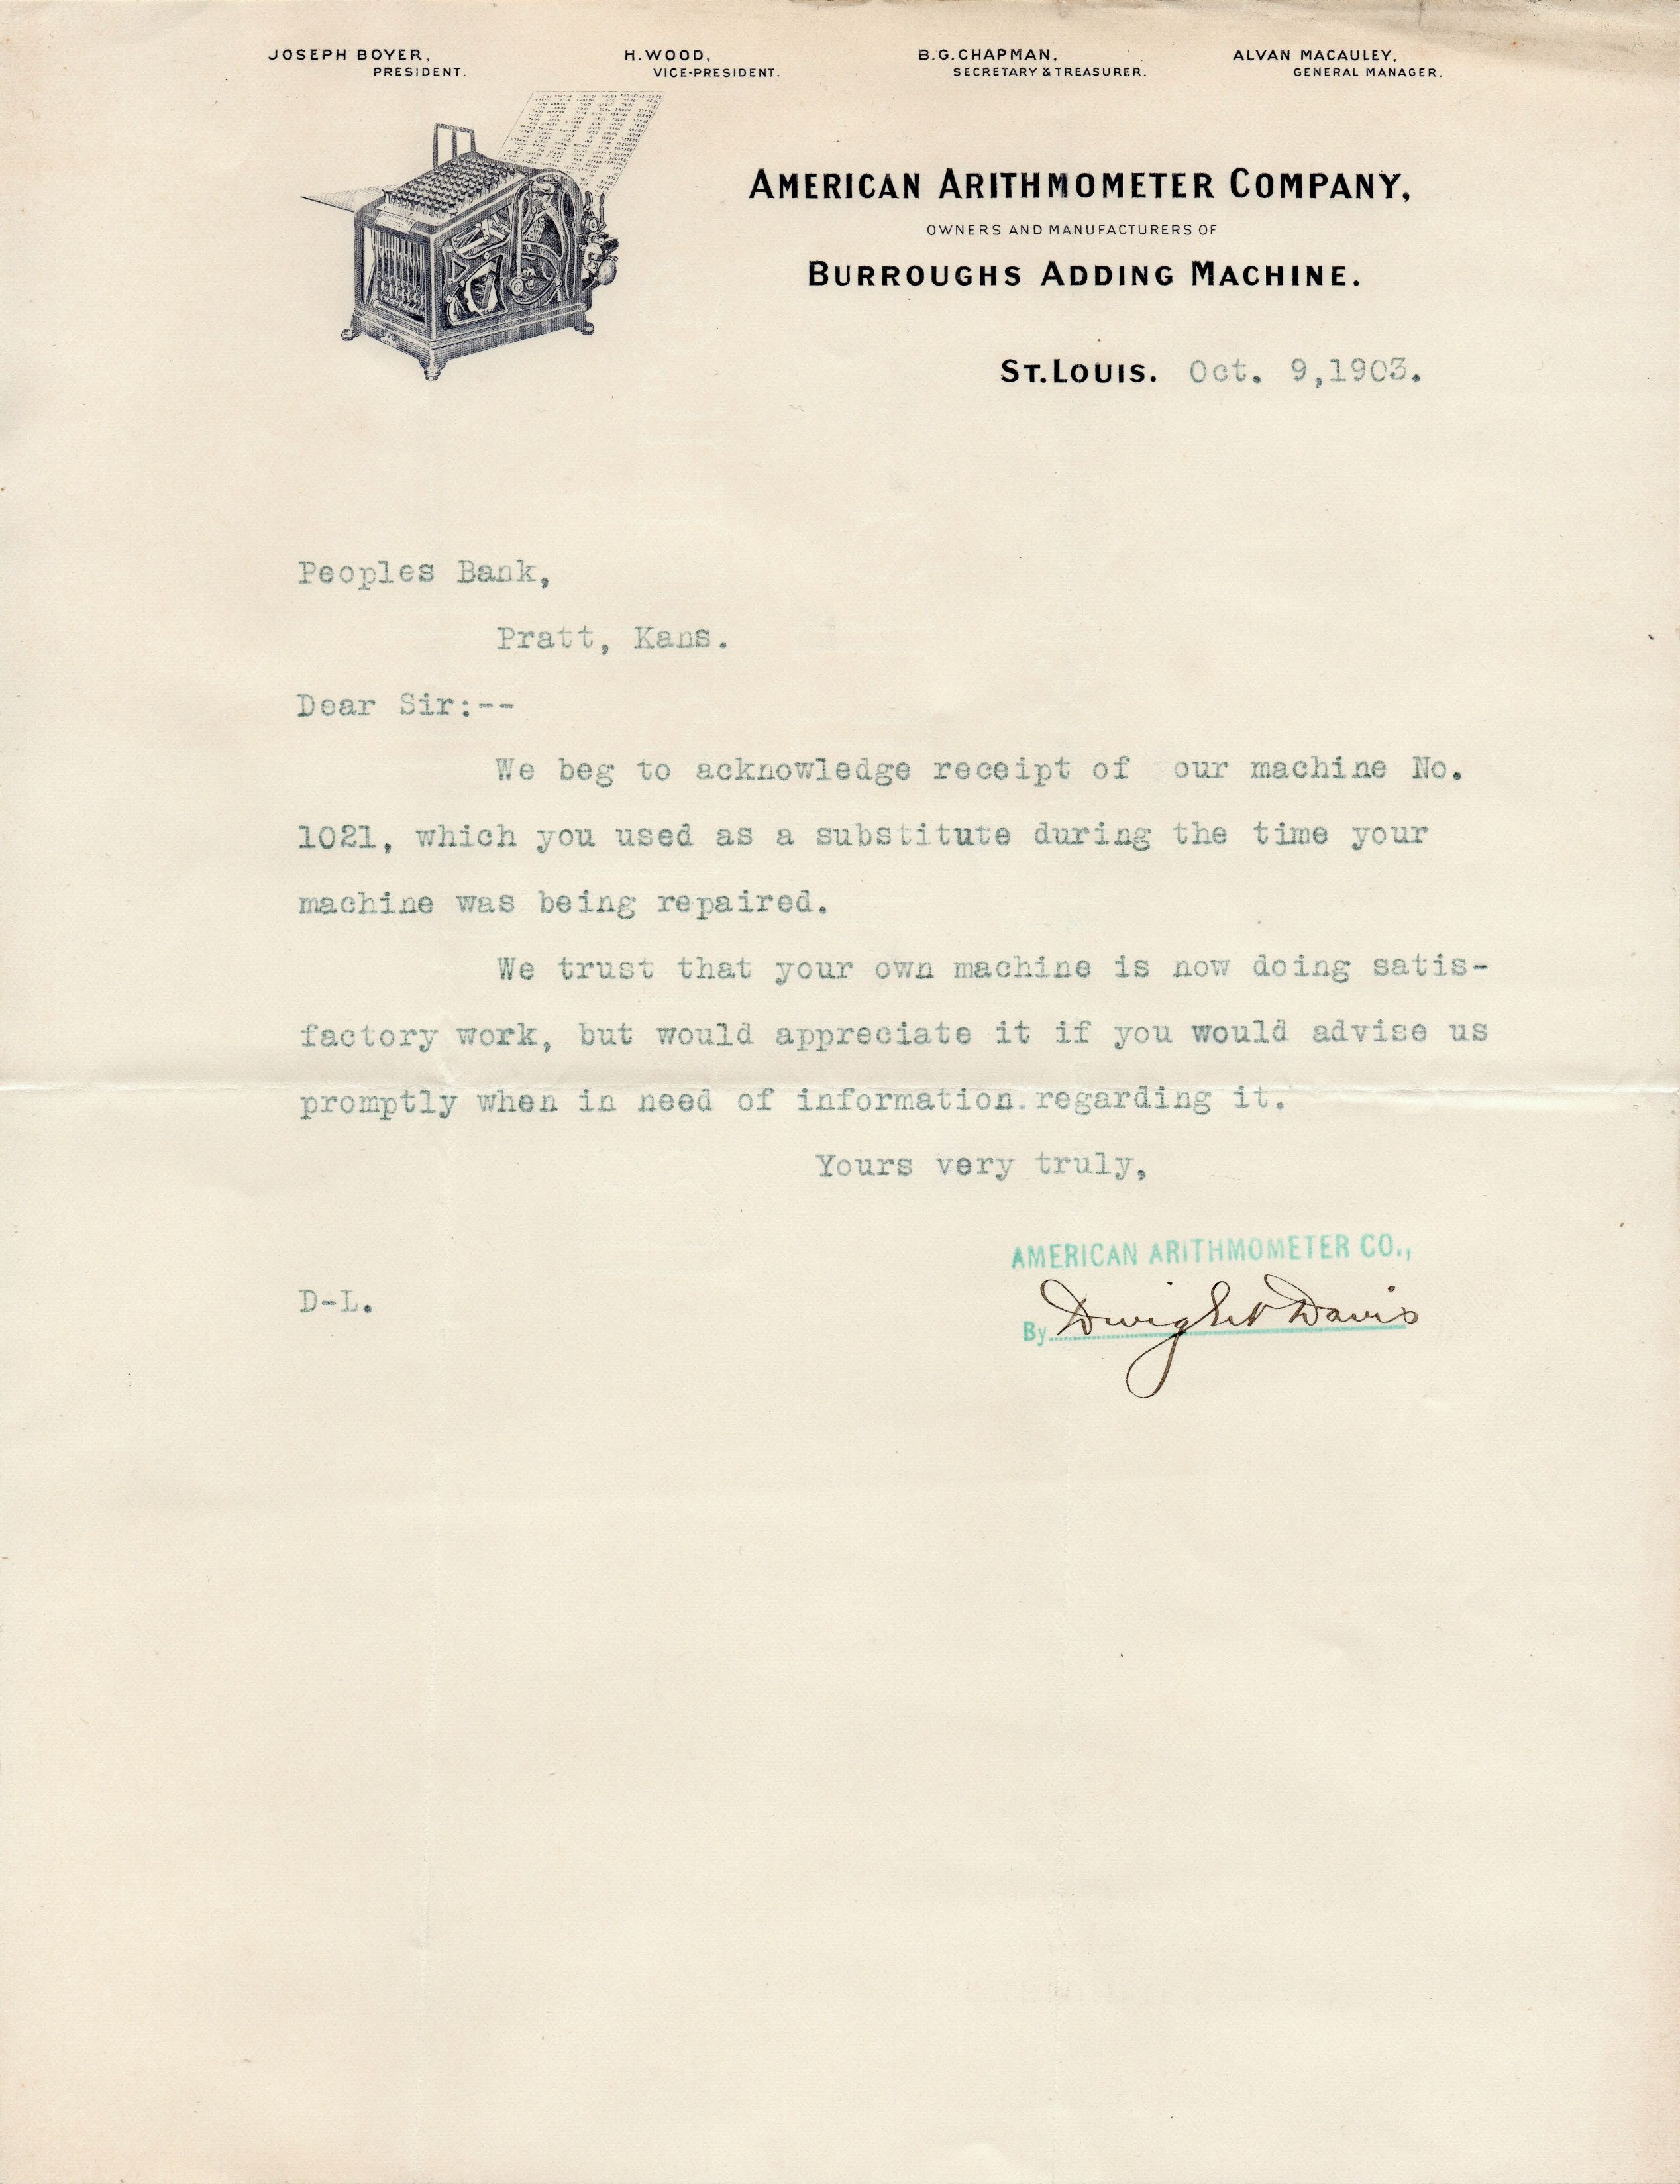 JOSEPH BOYER, PRESIDENT.
H. WOOD, VICE-PRESIDENT.
B.G. CHAPMAN, SECRETARY & TREASURER.
ALVAN MACAULEY, GENERAL MANAGER.
AMERICAN ARITHMOMETER COMPANY,
OWNERS AND MANUFACTURERS OF
BURROUGHS ADDING MACHINE.
ST. LOUIS. Oct. 9,1903.
Peoples Bank,
Pratt, Kans.
Dear Sir:--
We beg to acknowledge receipt of our machine No.
1021, which you used as a substitute during the time your
machine was being repaired.
We trust that your own machine is now doing satis-
factory work, but would appreciate it if you would advise us
promptly when in need of information.regarding it.
Yours very truly,
AMERICAN ARITHMOMETER CO.,
D-L.
By Dwight Davis